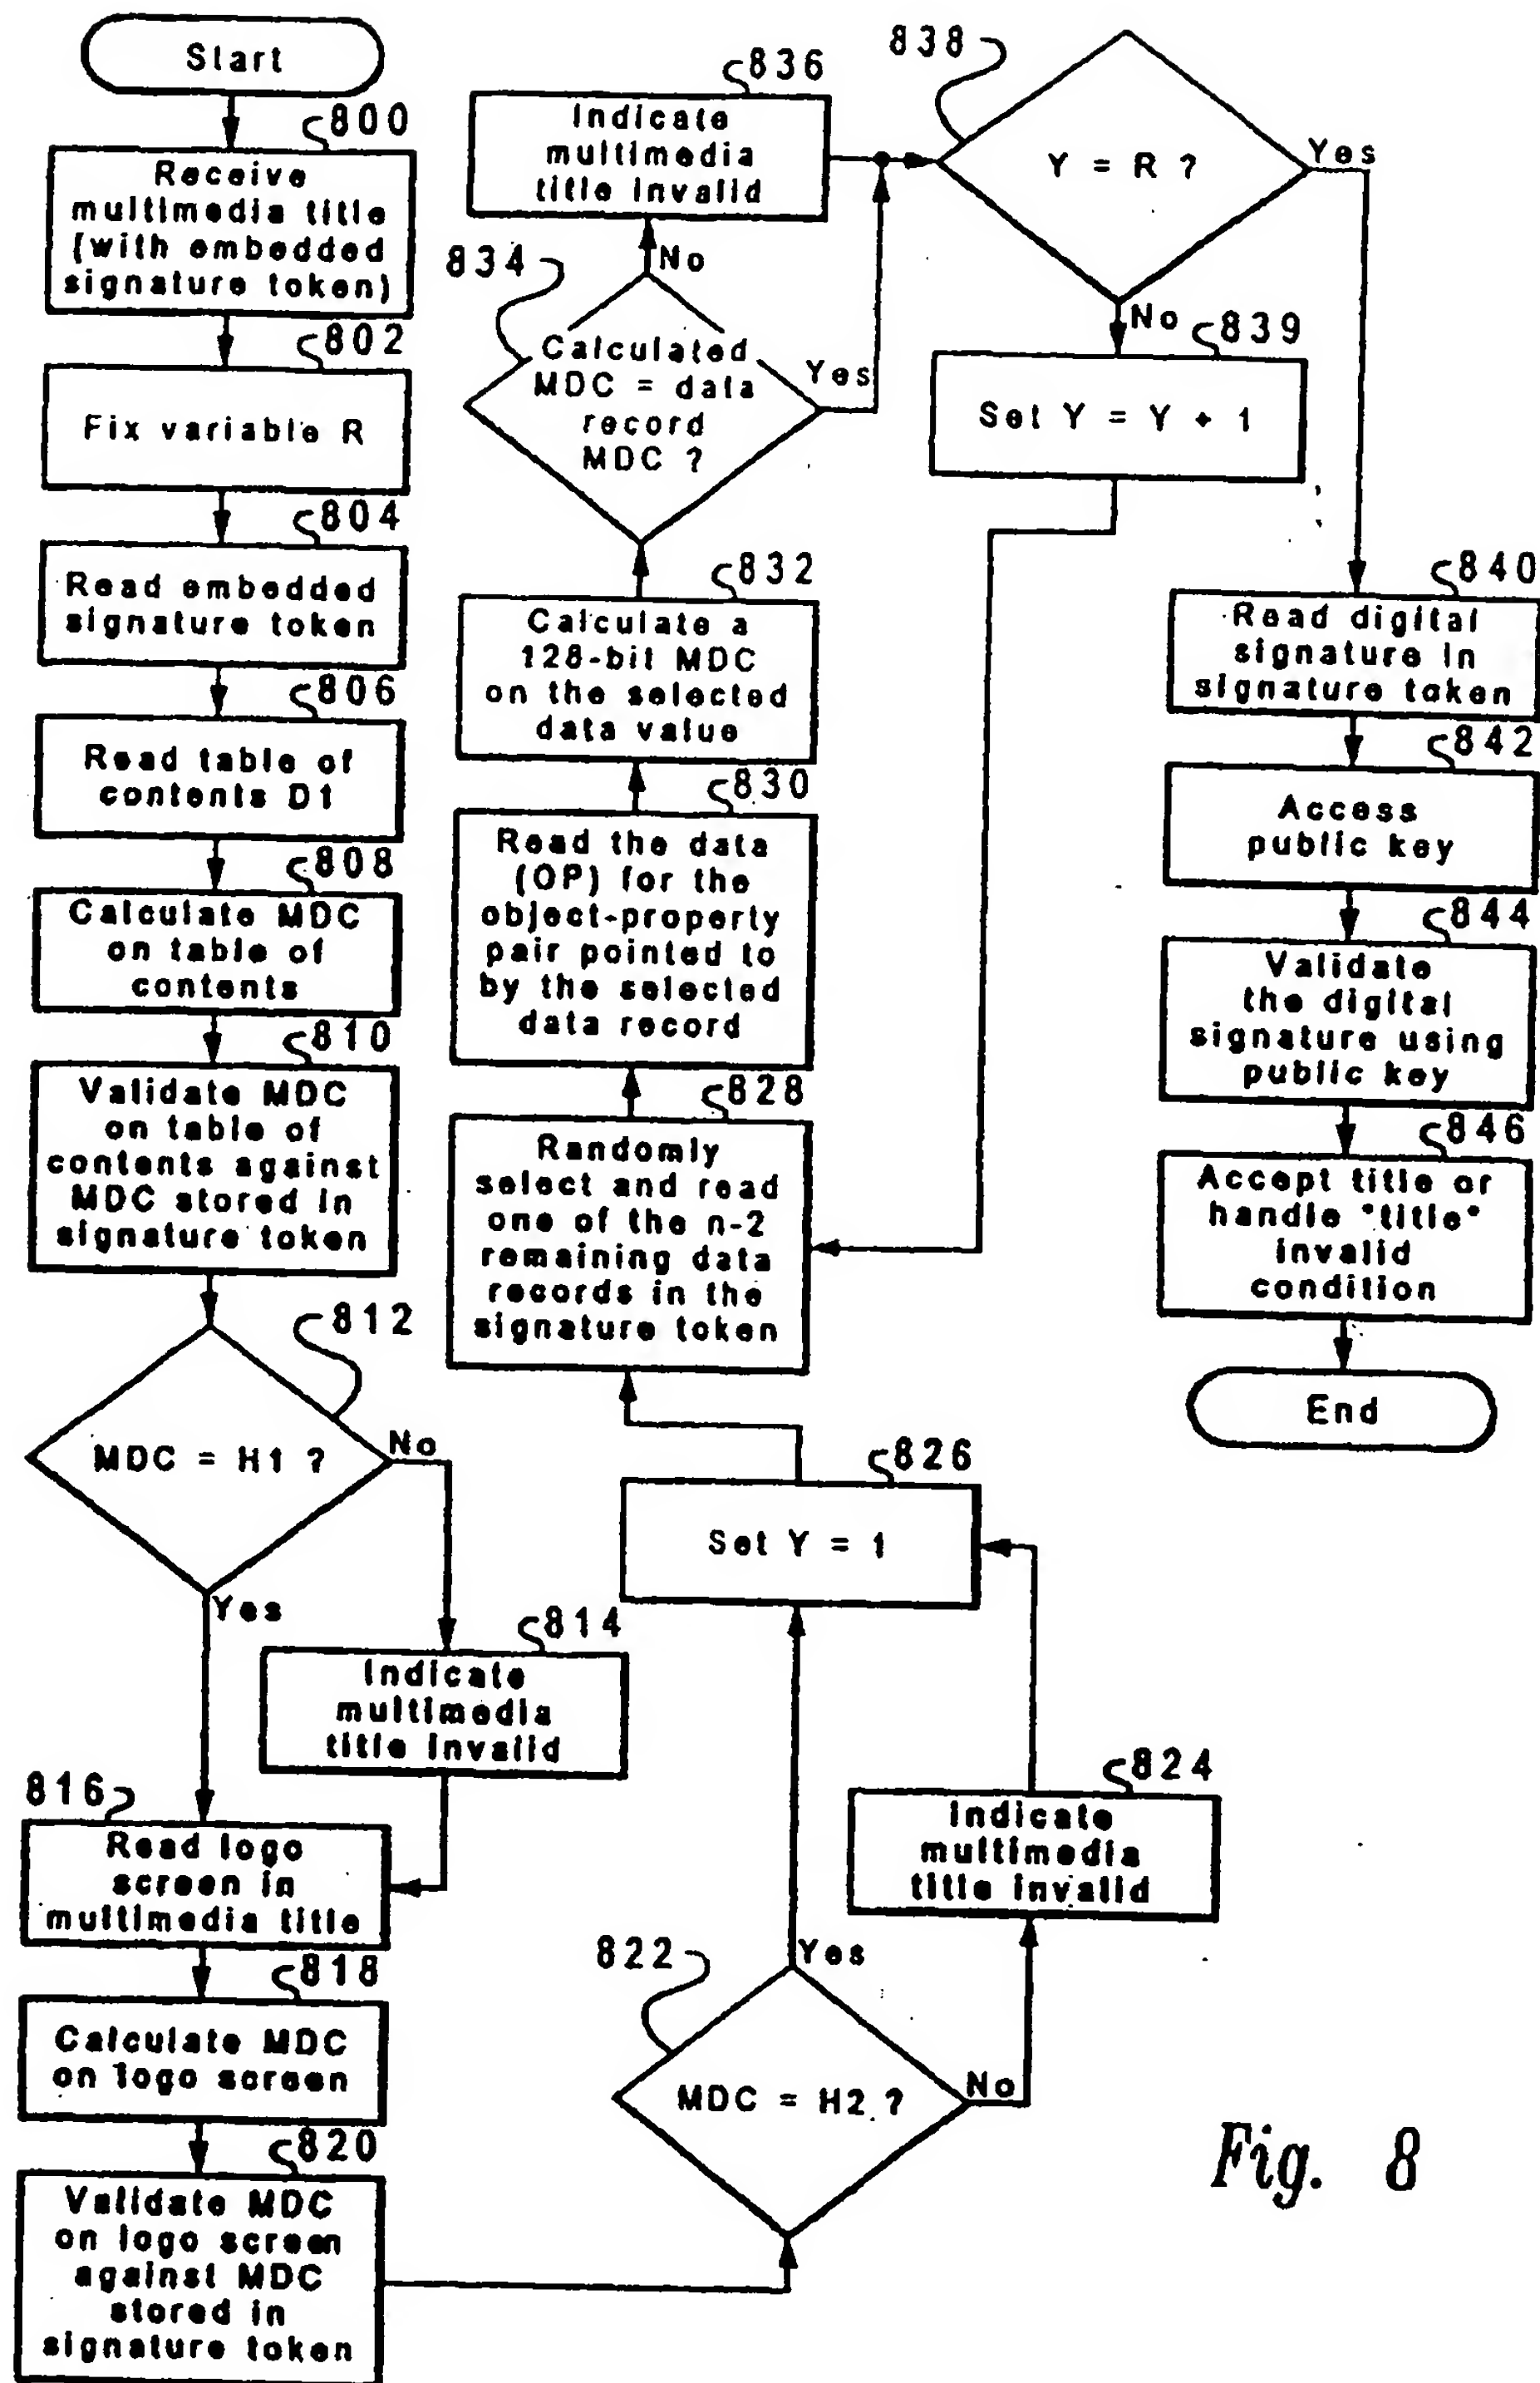 Start
800
Receive
multimedia title
(with embedded
signature token)
802
Fix variable R
804
Read embedded
signature token
806
Read table of
contents D1
808
Calculate MDC
on table of
contents
810
Validate MDC
on table of
contents against
MDC stored in
signature token
812
MDC = H1 ?
No
Yes
814
Indicate
multimedia
title invalid
816
Read logo
screen in
multimedia title
818
Calculate MDC
on logo screen
820
Validate MDC
on logo screen
against MDC
stored in
signature token
822
MDC = H2 ?
Yes
No
824
Indicate
multimedia
title invalid
826
Set Y = 1
828
Randomly
select and read
one of the n-2
remaining data
records in the
signature token
830
Read the data
(OP) for the
object-property
pair pointed to
by the selected
data record
832
Calculate a
128-bit MDC
on the selected
data value
834
Calculated
MDC = data
record
MDC ?
No
Yes
836
Indicate
multimedia
title invalid
838
Y = R ?
Yes
No
839
Set Y = Y + 1
840
Read digital
signature in
signature token
842
Access
public key
844
Validate
the digital
signature using
public key
846
Accept title or
handle "title"
invalid
condition
End
Fig. 8